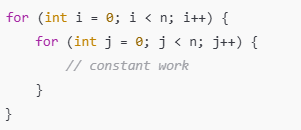 for (int i = 0; i < n; i++) {
    for (int j = 0; j < n; j++) {
        // constant work
    }
}